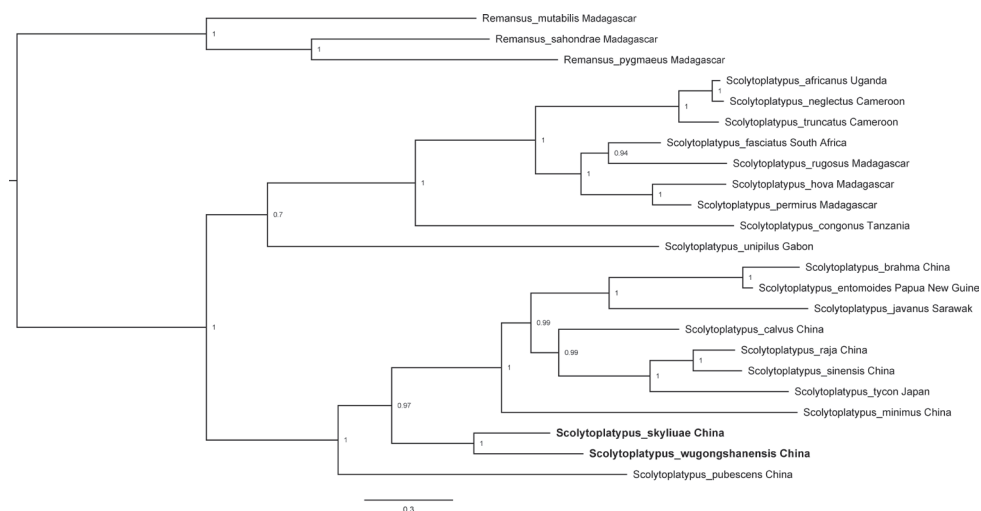 Remansus_mutabilis Madagascar
1
Remansus_sahondrae Madagascar
1
Remansus_pygmaeus Madagascar
Scolytoplatypus_africanus Uganda
1
Scolytoplatypus_neglectus Cameroon
1
Scolytoplatypus_truncatus Cameroon
1
Scolytoplatypus_fasciatus South Africa
0.94
Scolytoplatypus_rugosus Madagascar
1
Scolytoplatypus_hova Madagascar
1
Scolytoplatypus_permirus Madagascar
1
Scolytoplatypus_congonus Tanzania
0.7
Scolytoplatypus_unipilus Gabon
Scolytoplatypus_brahma China
1
Scolytoplatypus_entomoides Papua New Guine
1
Scolytoplatypus_javanus Sarawak
0.99
Scolytoplatypus_calvus China
1
Scolytoplatypus_raja China
0.99
1
Scolytoplatypus_sinensis China
1
1
Scolytoplatypus_tycon Japan
0.97
Scolytoplatypus_minimus China
Scolytoplatypus_skyliuae China
1
1
Scolytoplatypus_wugongshanensis China
Scolytoplatypus_pubescens China
0.3